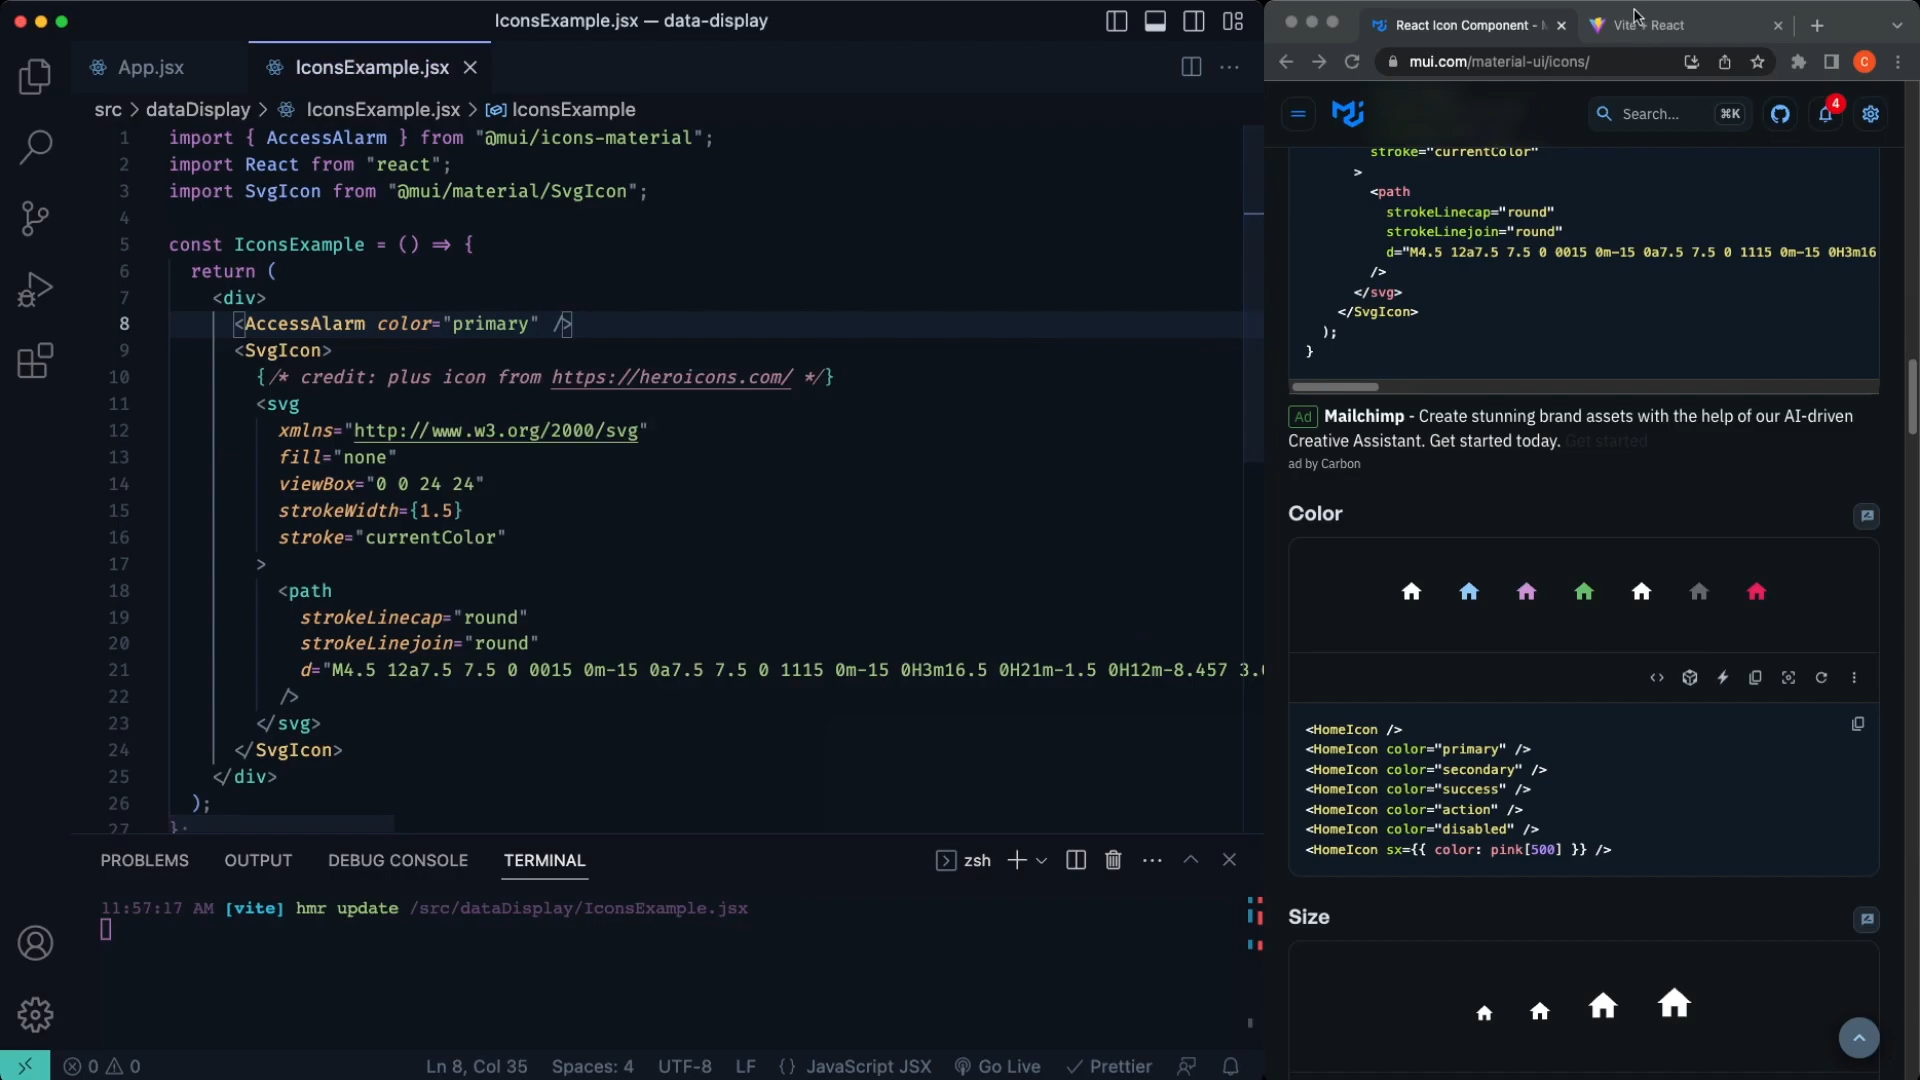 IconsExample.jsx — data-display
App.jsx
IconsExample.jsx
src > dataDisplay > IconsExample.jsx > IconsExample
1 import { AccessAlarm } from "@mui/icons-material";
2 import React from "react";
3 import SvgIcon from "@mui/material/SvgIcon";
4
5 const IconsExample = () => {
6 return (
7 <div>
8 <AccessAlarm color="primary" />
9 <SvgIcon>
10 {/* credit: plus icon from https://heroicons.com/ */}
11 <svg
12 xmlns="http://www.w3.org/2000/svg"
13 fill="none"
14 viewBox="0 0 24 24"
15 strokeWidth={1.5}
16 stroke="currentColor"
17 >
18 <path
19 strokeLinecap="round"
20 strokeLinejoin="round"
21 d="M4.5 12a7.5 7.5 0 0015 0m-15 0a7.5 7.5 0 1115 0m-15 0H3m16.5 0H21m-1.5 0H12m-8.457 3.
22 />
23 </svg>
24 </SvgIcon>
25 </div>
26 );
27 };
PROBLEMS OUTPUT DEBUG CONSOLE TERMINAL
zsh
11:57:17 AM [vite] hmr update /src/dataDisplay/IconsExample.jsx
0 0 Ln 8, Col 35 Spaces: 4 UTF-8 LF {} JavaScript JSX Go Live Prettier
React Icon Component -
Vite + React
mui.com/material-ui/icons/
C
Search... ⌘K
4
stroke="currentColor"
>
<path
strokeLinecap="round"
strokeLinejoin="round"
d="M4.5 12a7.5 7.5 0 0015 0m-15 0a7.5 7.5 0 1115 0m-15 0H3m16
/>
</svg>
</SvgIcon>
);
}
Ad Mailchimp - Create stunning brand assets with the help of our AI-driven
Creative Assistant. Get started today. Get started
ad by Carbon
Color
<HomeIcon />
<HomeIcon color="primary" />
<HomeIcon color="secondary" />
<HomeIcon color="success" />
<HomeIcon color="action" />
<HomeIcon color="disabled" />
<HomeIcon sx={{ color: pink[500] }} />
Size